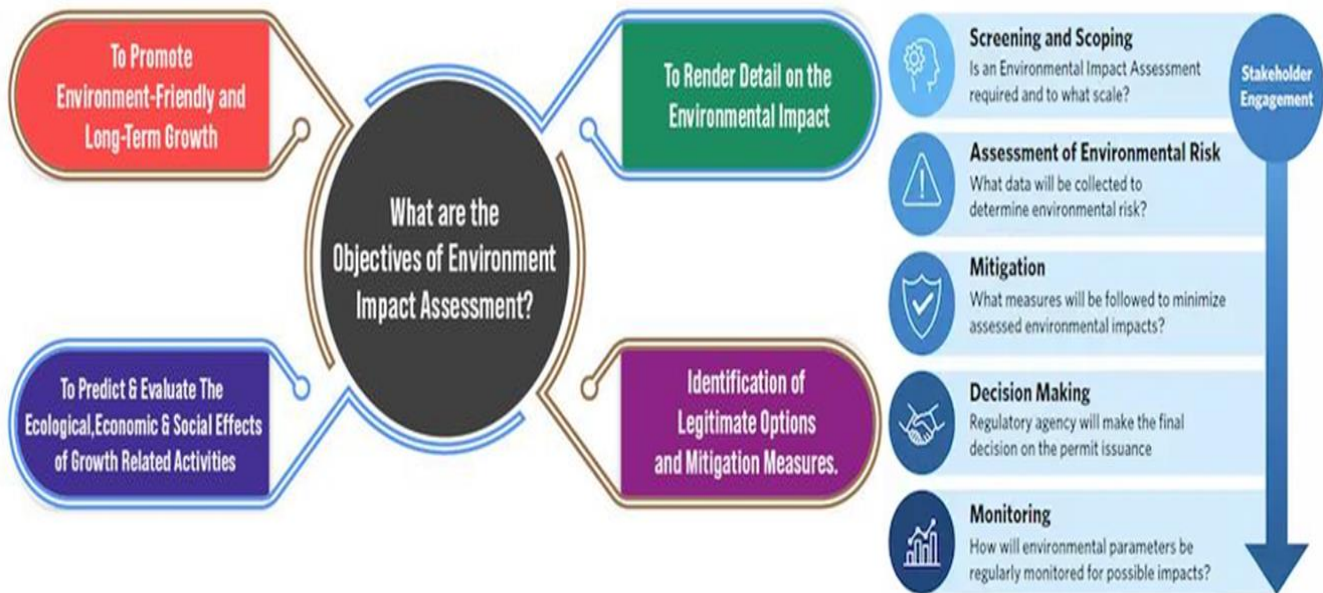 To Promote
Environment-Friendly and
Long-Term Growth
To Render Detail on the
Environmental Impact
What are the
Objectives of Environment
Impact Assessment?
To Predict & Evaluate The
Ecological,Economic & Social Effects
of Growth Related Activities
Identification of
Legitimate Options
and Mitigation Measures.
Screening and Scoping
Is an Environmental Impact Assessment
required and to what scale?
Assessment of Environmental Risk
What data will be collected to
determine environmental risk?
Mitigation
What measures will be followed to minimize
assessed environmental impacts?
Decision Making
Regulatory agency will make the final
decision on the permit issuance
Monitoring
How will environmental parameters be
regularly monitored for possible impacts?
Stakeholder
Engagement